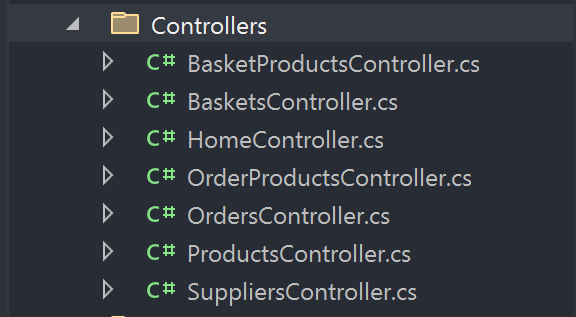 Controllers
C# BasketProductsController.cs
C# BasketsController.cs
C# HomeController.cs
C# OrderProductsController.cs
C# OrdersController.cs
C# ProductsController.cs
C# SuppliersController.cs